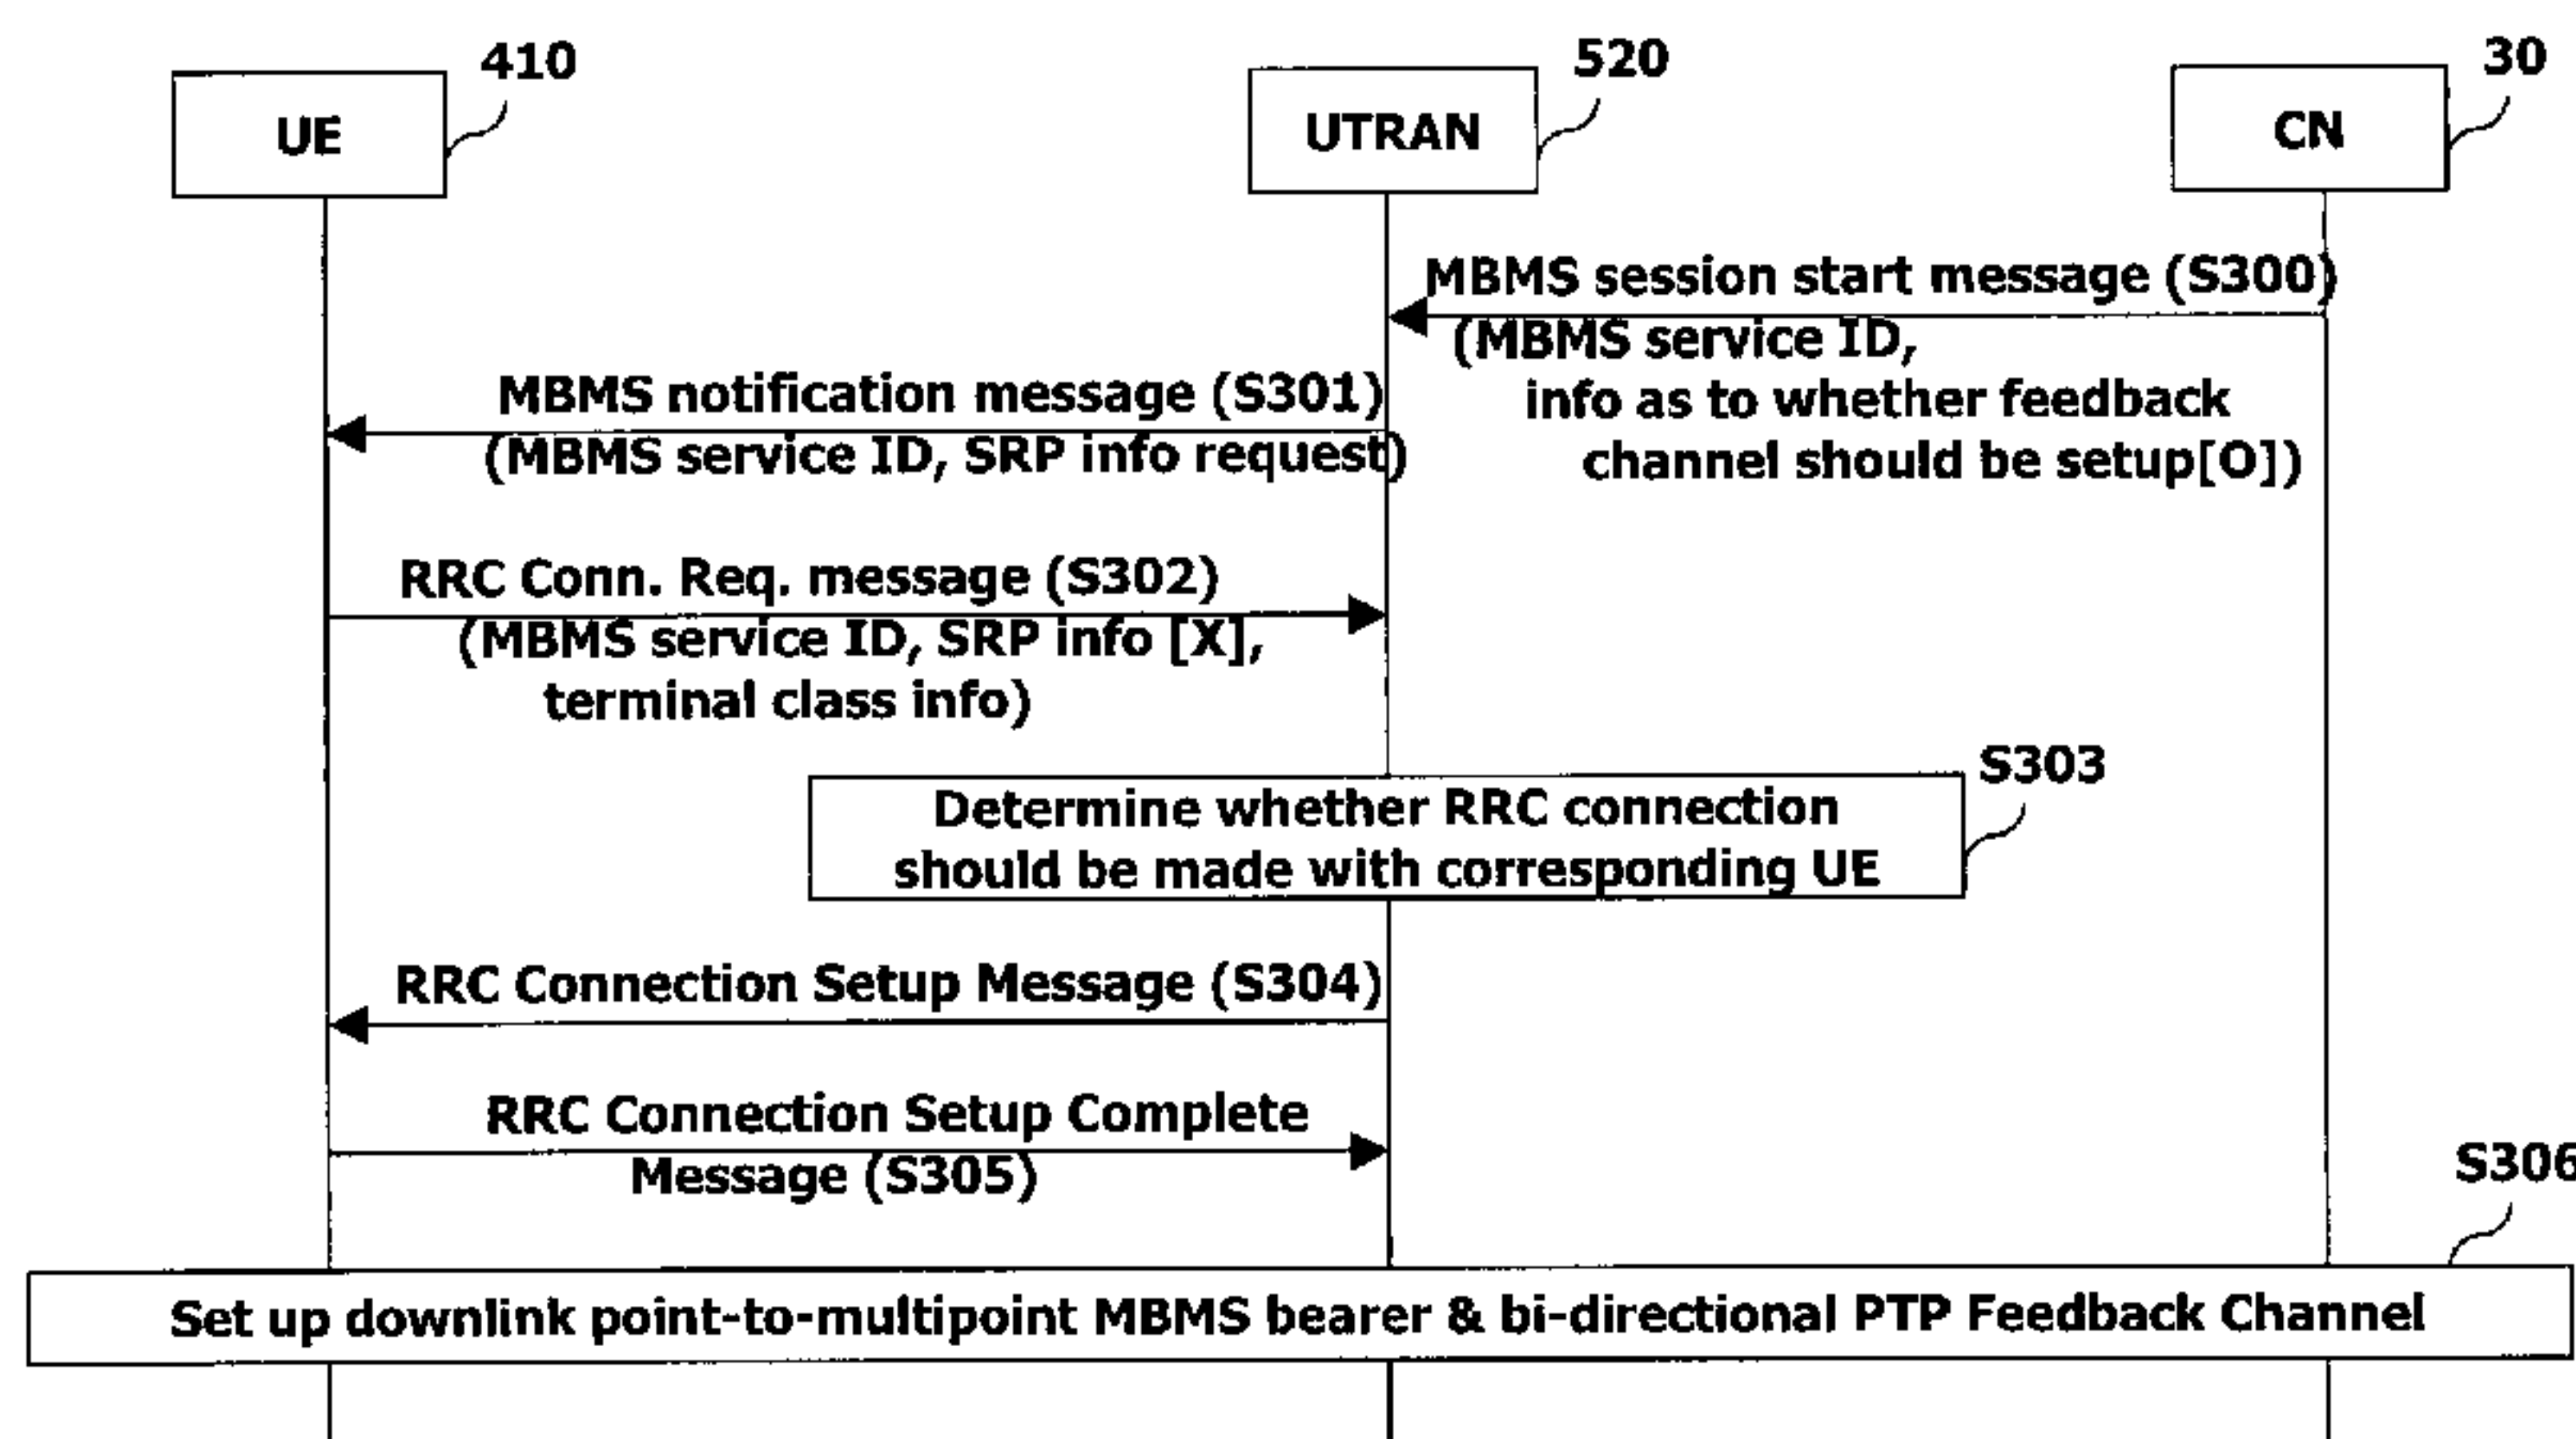 410
520
30
UE
UTRAN
CN
MBMS session start message (S300)
(MBMS service ID,
info as to whether feedback
channel should be setup[O])
MBMS notification message (S301)
(MBMS service ID, SRP info request)
RRC Conn. Req. message (S302)
(MBMS service ID, SRP info [X],
terminal class info)
S303
Determine whether RRC connection
should be made with corresponding UE
RRC Connection Setup Message (S304)
RRC Connection Setup Complete
Message (S305)
S306
Set up downlink point-to-multipoint MBMS bearer & bi-directional PTP Feedback Channel